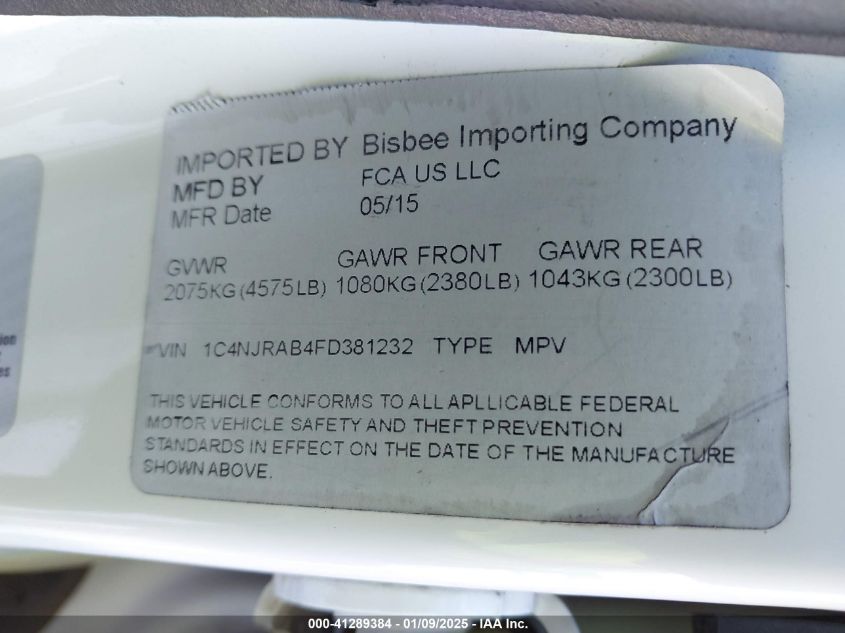 IMPORTED BY Bisbee Importing Company
MFD BY FCA US LLC
MFR Date 05/15
GVWR GAWR FRONT GAWR REAR
2075KG (4575LB) 1080KG (2380LB) 1043KG (2300LB)
VIN 1C4NJRAB4FD381232 TYPE MPV
THIS VEHICLE CONFORMS TO ALL APLLICABLE FEDERAL
MOTOR VEHICLE SAFETY AND THEFT PREVENTION
STANDARDS IN EFFECT ON THE DATE OF THE MANUFACTURE
SHOWN ABOVE.
000-41289384 - 01/09/2025 - IAA Inc.